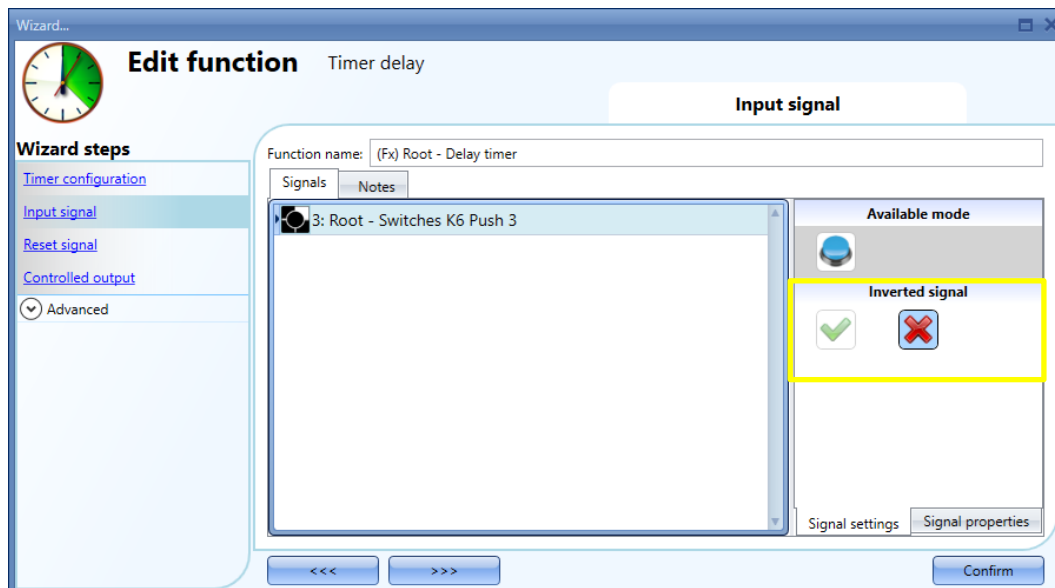 Wizard...
Edit function Timer delay
Input signal
Wizard steps
Timer configuration
Input signal
Reset signal
Controlled output
Advanced
Function name: (Fx) Root - Delay timer
Signals Notes
3: Root - Switches K6 Push 3
Available mode
Inverted signal
Signal settings Signal properties
<<< >>> Confirm